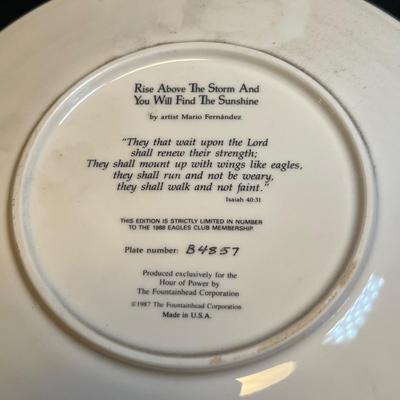 Rise Above The Storm And
You Will Find The Sunshine
by artist Mario Fernández
"They that wait upon the Lord
shall renew their strength;
They shall mount up with wings like eagles,
they shall run and not be weary,
they shall walk and not faint."
Isaiah 40:31
THIS EDITION IS STRICTLY LIMITED IN NUMBER
TO THE 1988 EAGLES CLUB MEMBERSHIP.
Plate number: B4857
Produced exclusively for the
Hour of Power by
The Fountainhead Corporation
©1987 The Fountainhead Corporation
Made in U.S.A.